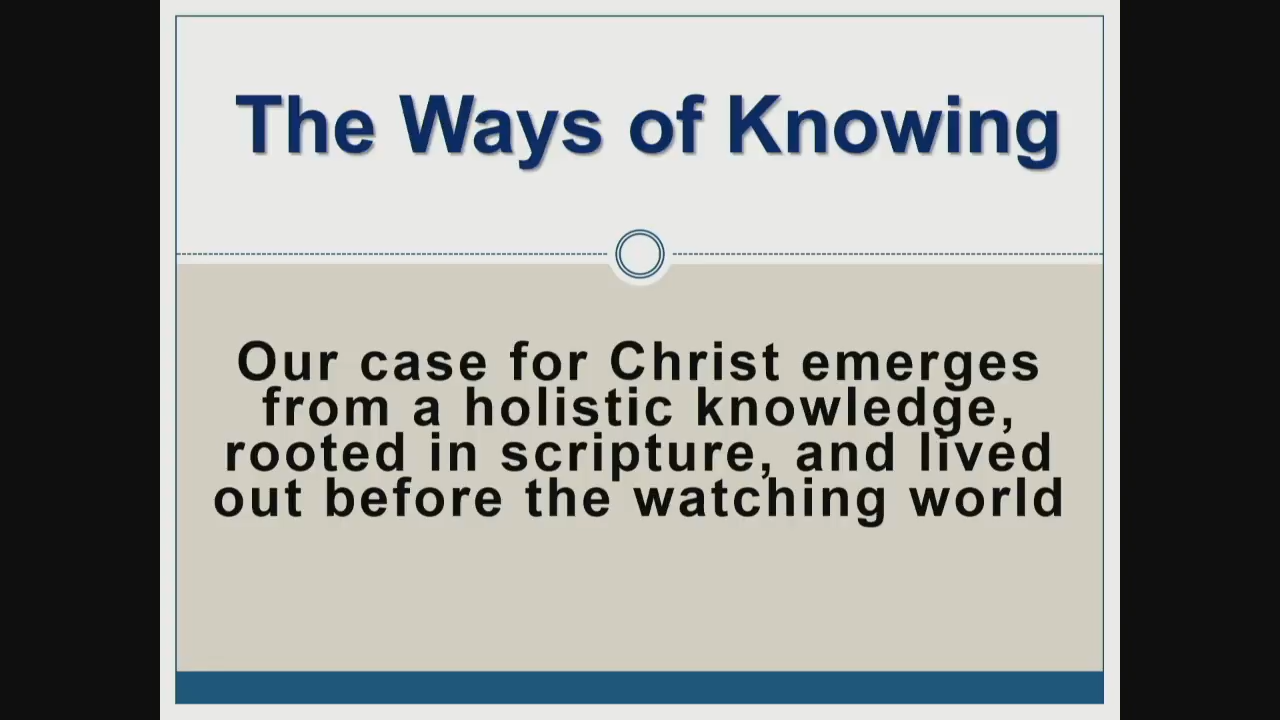 The Ways of Knowing
Our case for Christ emerges
from a holistic knowledge,
rooted in scripture, and lived
out before the watching world